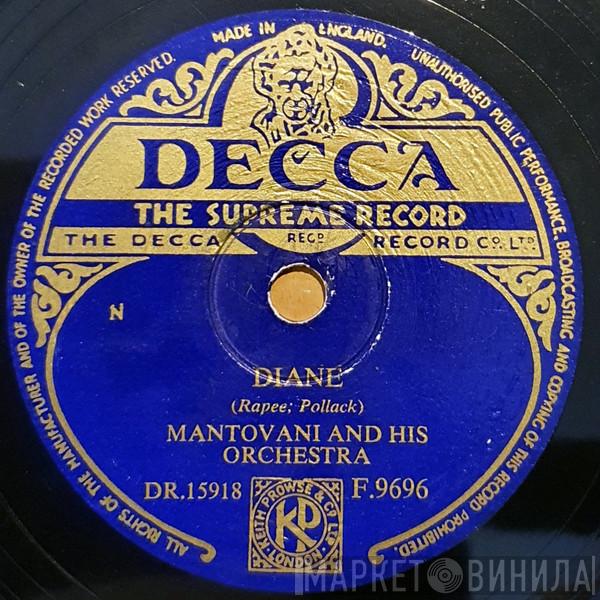 MADE IN ENGLAND.
ALL RIGHTS OF THE MANUFACTURER AND OF THE OWNER OF THE RECORDED WORK RESERVED.
UNAUTHORISED PUBLIC PERFORMANCE, BROADCASTING AND COPYING OF THIS RECORD PROHIBITED.
DECCA
THE SUPREME RECORD
THE DECCA REGD RECORD CO. LTD.
N
DIANE
(Rapee; Pollack)
MANTOVANI AND HIS
ORCHESTRA
DR.15918 F.9696
KEITH PROWSE & CO LTD.
KP
LONDON
МАРКЕТ ВИНИЛА